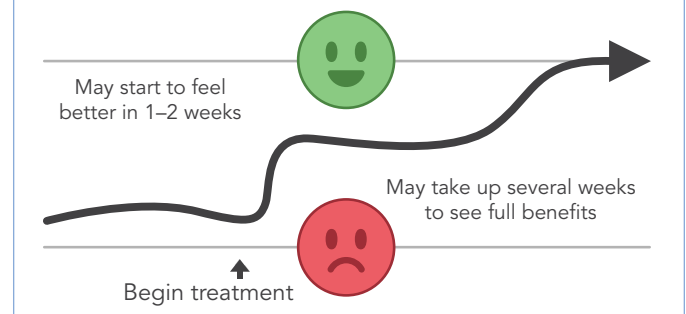 May start to feel
better in 1–2 weeks
May take up several weeks
to see full benefits
Begin treatment